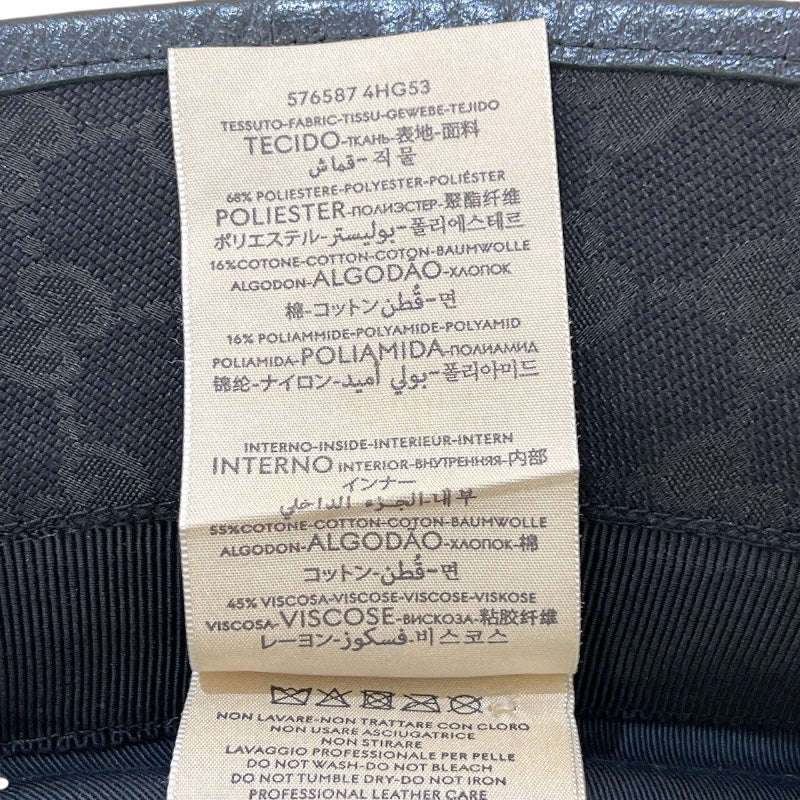 576587 4HG53
TESSUTO-FABRIC-TISSU-GEWEBE-TEJIDO
TECIDO-ТКАНЬ-表地-面料
قماش-직물
68% POLIESTERE-POLYESTER-POLIÉSTER
POLIESTER-ПОЛИЭСТЕР-聚酯纤维
ポリエステル-بوليستر-폴리에스테르
16%COTONE-COTTON-COTON-BAUMWOLLE
ALGODON-ALGODÃO-ХЛОПОК
棉-コットン-قُطن-면
16% POLIAMMIDE-POLYAMIDE-POLYAMID
POLIAMIDA-POLIAMIDA-ПОЛИАМИД
锦纶-ナイロン-بولي أميد-폴리아미드
INTERNO-INSIDE-INTERIEUR-INTERN
INTERNO INTERIOR-ВНУТРЕННЯЯ-内部
インナー
내부-الجزء الداخلي
55%COTONE-COTTON-COTON-BAUMWOLLE
ALGODON-ALGODÃO-ХЛОПОК-棉
コットン-قُطن-면
45% VISCOSA-VISCOSE-VISCOSE-VISKOSE
VISCOSA-VISCOSE-ВИСКОЗА-粘胶纤维
レーヨン-فسكوز-비스코스
NON LAVARE-NON TRATTARE CON CLORO
NON USARE ASCIUGATRICE
NON STIRARE
LAVAGGIO PROFESSIONALE PER PELLE
DO NOT WASH-DO NOT BLEACH
DO NOT TUMBLE DRY-DO NOT IRON
PROFESSIONAL LEATHER CARE